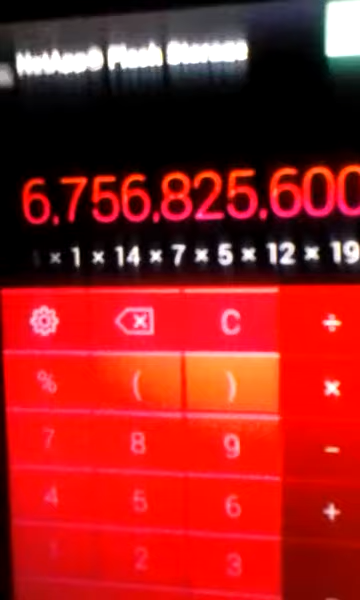 NetApp® Flash Storage
6,756,825,600
1 × 14 × 7 × 5 × 12 × 19
C ÷
% ( ) ×
7 8 9 -
4 5 6 +
1 2 3